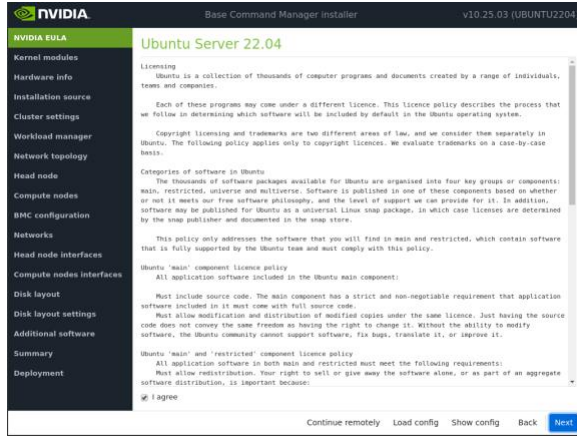 NVIDIA.
Base Command Manager installer
v10.25.03 (UBUNTU2204
NVIDIA EULA
Kernel modules
Hardware info
Installation source
Cluster settings
Workload manager
Network topology
Head node
Compute nodes
BMC configuration
Networks
Head node interfaces
Compute nodes interfaces
Disk layout
Disk layout settings
Additional software
Summary
Deployment
Ubuntu Server 22.04
Licensing
Ubuntu is a collection of thousands of computer programs and documents created by a range of individuals,
teams and companies.
Each of these programs may come under a different licence. This licence policy describes the process that
we follow in determining which software will be included by default in the Ubuntu operating system.
Copyright licensing and trademarks are two different areas of law, and we consider them separately in
Ubuntu. The following policy applies only to copyright licences. We evaluate trademarks on a case-by-case
basis.
Categories of software in Ubuntu
The thousands of software packages available for Ubuntu are organised into four key groups or components:
main, restricted, universe and multiverse. Software is published in one of these components based on whether
or not it meets our free software philosophy, and the level of support we can provide for it. In addition,
software may be published for Ubuntu as a universal Linux snap package, in which case licenses are determined
by the snap publisher and documented in the snap store.
This policy only addresses the software that you will find in main and restricted, which contain software
that is fully supported by the Ubuntu team and must comply with this policy.
Ubuntu 'main' component licence policy
All application software included in the Ubuntu main component:
Must include source code. The main component has a strict and non-negotiable requirement that application
software included in it must come with full source code.
Must allow modification and distribution of modified copies under the same licence. Just having the source
code does not convey the same freedom as having the right to change it. Without the ability to modify
software, the Ubuntu community cannot support software, fix bugs, translate it, or improve it.
Ubuntu 'main' and 'restricted' component licence policy
All application software in both main and restricted must meet the following requirements:
Must allow redistribution. Your right to sell or give away the software alone, or as part of an aggregate
software distribution, is important because:
I agree
Continue remotely
Load config
Show config
Back
Next